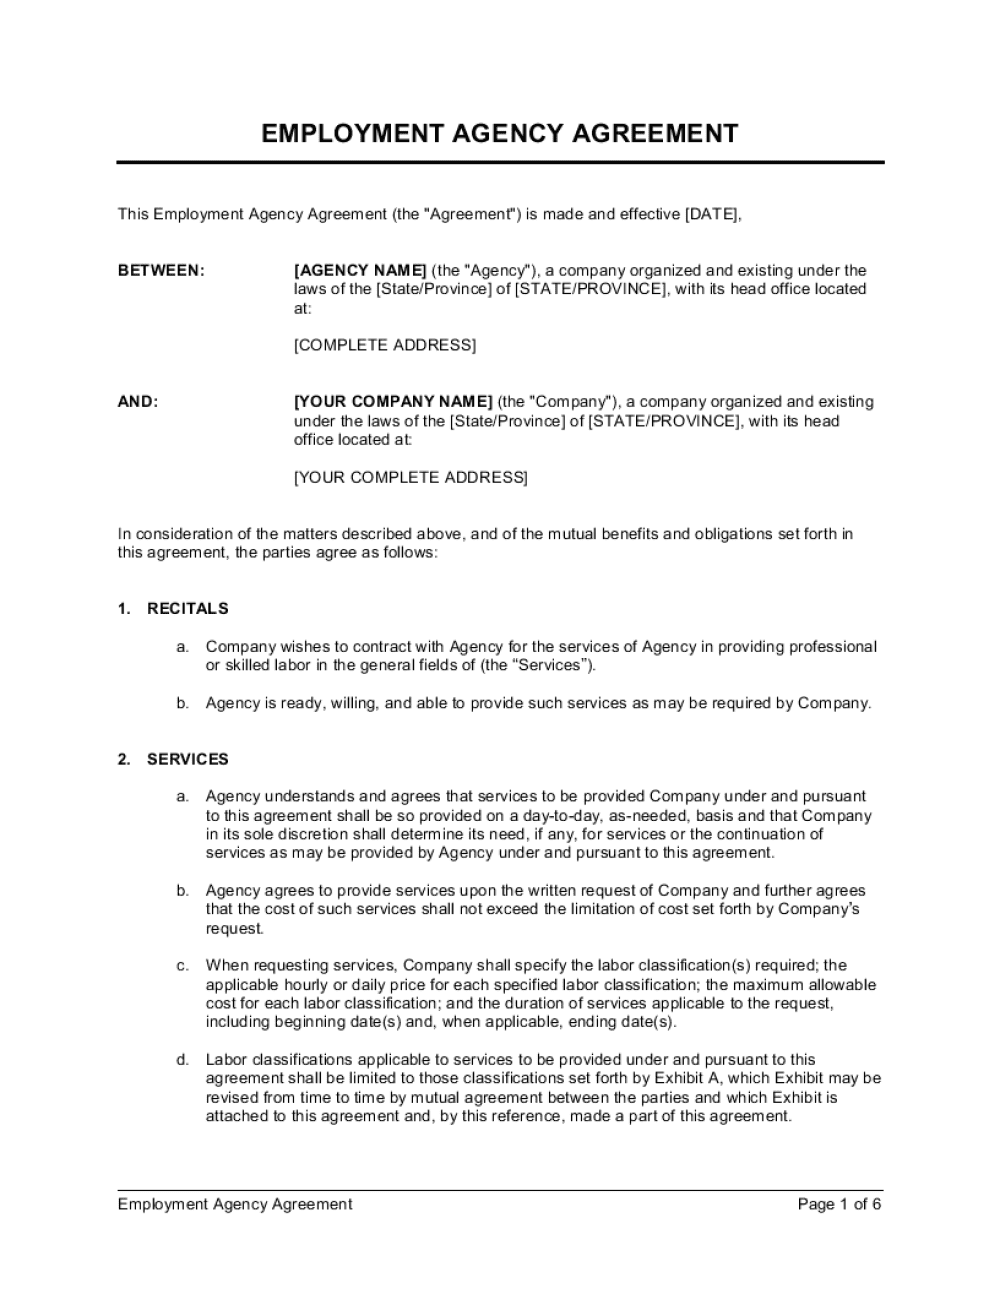 EMPLOYMENT AGENCY AGREEMENT
This Employment Agency Agreement (the "Agreement") is made and effective [DATE],
BETWEEN: [AGENCY NAME] (the "Agency"), a company organized and existing under the
laws of the [State/Province] of [STATE/PROVINCE], with its head office located
at:
[COMPLETE ADDRESS]
AND: [YOUR COMPANY NAME] (the "Company"), a company organized and existing
under the laws of the [State/Province] of [STATE/PROVINCE], with its head
office located at:
[YOUR COMPLETE ADDRESS]
In consideration of the matters described above, and of the mutual benefits and obligations set forth in
this agreement, the parties agree as follows:
1. RECITALS
a. Company wishes to contract with Agency for the services of Agency in providing professional
or skilled labor in the general fields of (the “Services”).
b. Agency is ready, willing, and able to provide such services as may be required by Company.
2. SERVICES
a. Agency understands and agrees that services to be provided Company under and pursuant
to this agreement shall be so provided on a day-to-day, as-needed, basis and that Company
in its sole discretion shall determine its need, if any, for services or the continuation of
services as may be provided by Agency under and pursuant to this agreement.
b. Agency agrees to provide services upon the written request of Company and further agrees
that the cost of such services shall not exceed the limitation of cost set forth by Company’s
request.
c. When requesting services, Company shall specify the labor classification(s) required; the
applicable hourly or daily price for each specified labor classification; the maximum allowable
cost for each labor classification; and the duration of services applicable to the request,
including beginning date(s) and, when applicable, ending date(s).
d. Labor classifications applicable to services to be provided under and pursuant to this
agreement shall be limited to those classifications set forth by Exhibit A, which Exhibit may be
revised from time to time by mutual agreement between the parties and which Exhibit is
attached to this agreement and, by this reference, made a part of this agreement.
Employment Agency Agreement Page 1 of 6